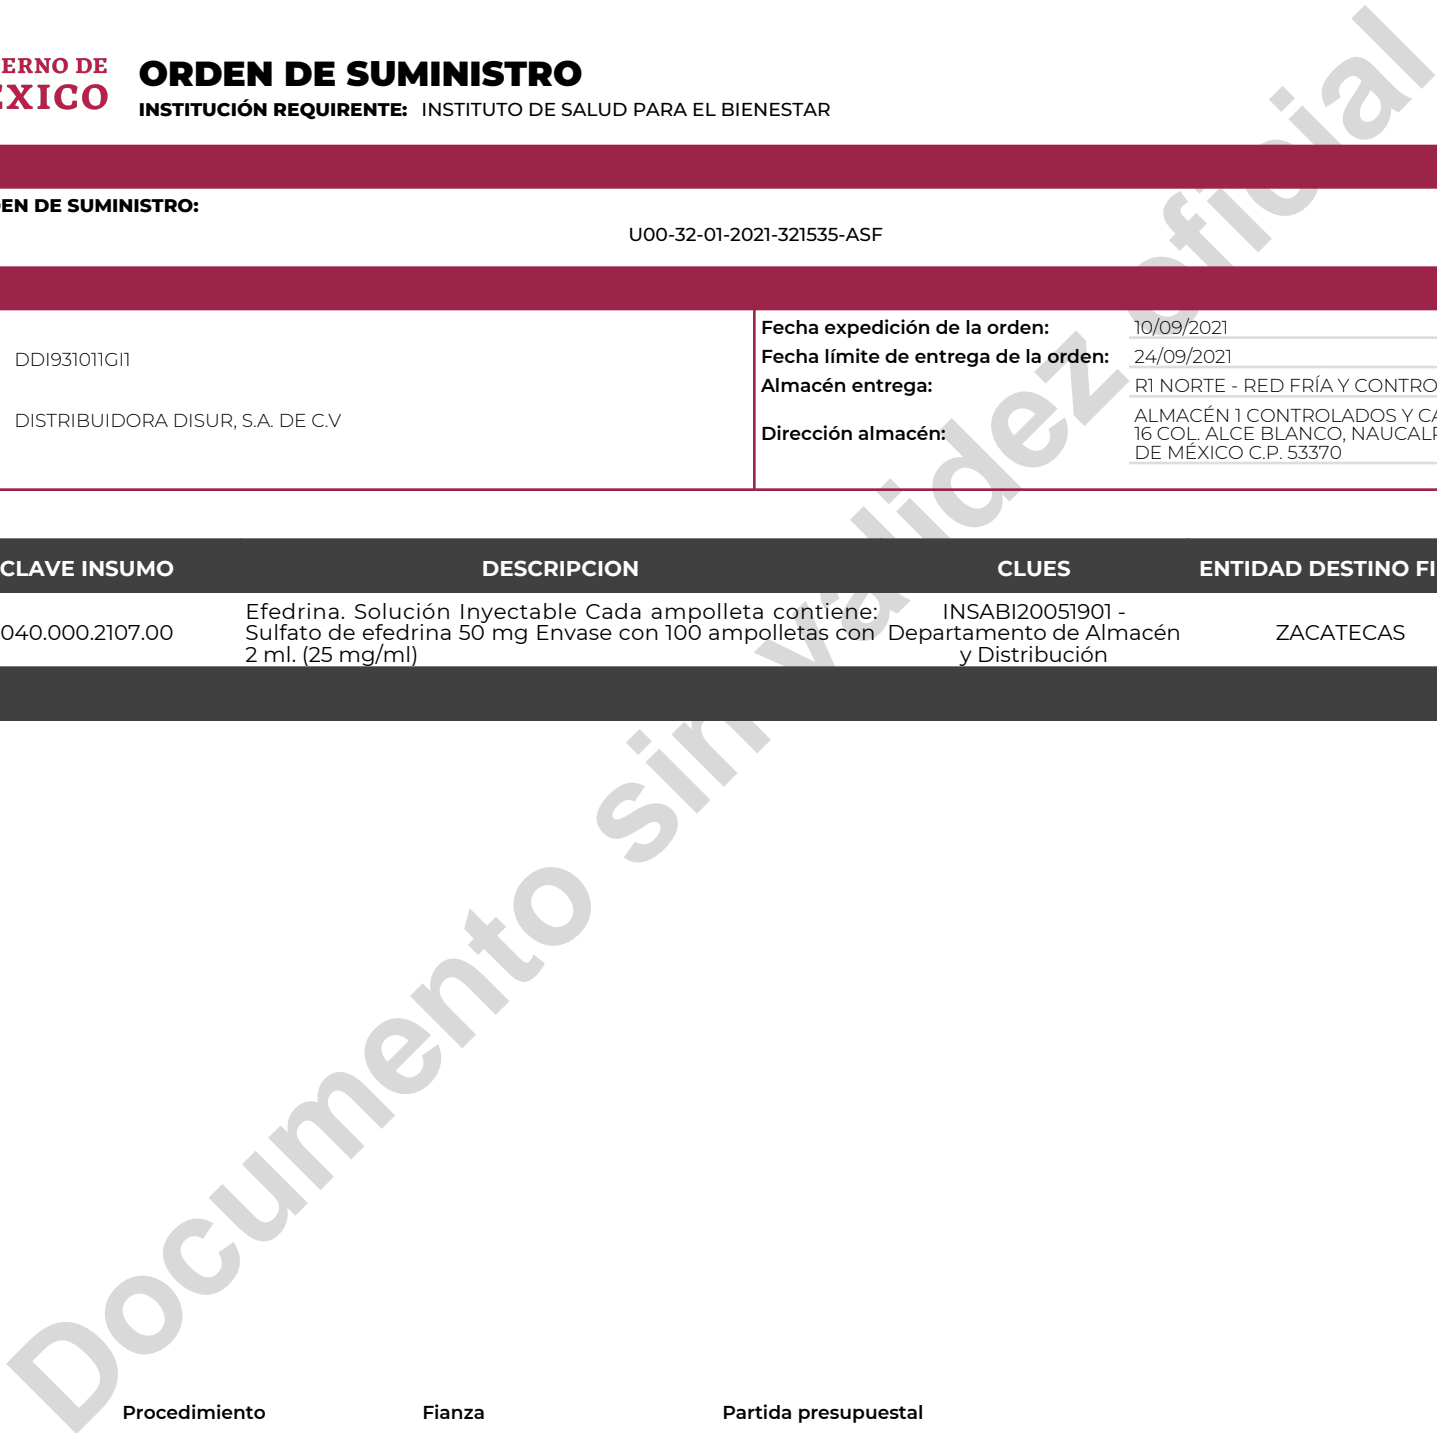 ERNO DE
ÉXICO
ORDEN DE SUMINISTRO
INSTITUCIÓN REQUIRENTE: INSTITUTO DE SALUD PARA EL BIENESTAR
EN DE SUMINISTRO:
U00-32-01-2021-321535-ASF
DDI931011GI1
DISTRIBUIDORA DISUR, S.A. DE C.V
Fecha expedición de la orden: 10/09/2021
Fecha límite de entrega de la orden: 24/09/2021
Almacén entrega: R1 NORTE - RED FRÍA Y CONTRO
Dirección almacén: ALMACÉN 1 CONTROLADOS Y CA
16 COL. ALCE BLANCO, NAUCALP
DE MÉXICO C.P. 53370
CLAVE INSUMO DESCRIPCION CLUES ENTIDAD DESTINO FI
040.000.2107.00
Efedrina. Solución Inyectable Cada ampolleta contiene:
Sulfato de efedrina 50 mg Envase con 100 ampolletas con
2 ml. (25 mg/ml)
INSABI20051901 -
Departamento de Almacén
y Distribución
ZACATECAS
Documento sin validez oficial
Procedimiento Fianza Partida presupuestal